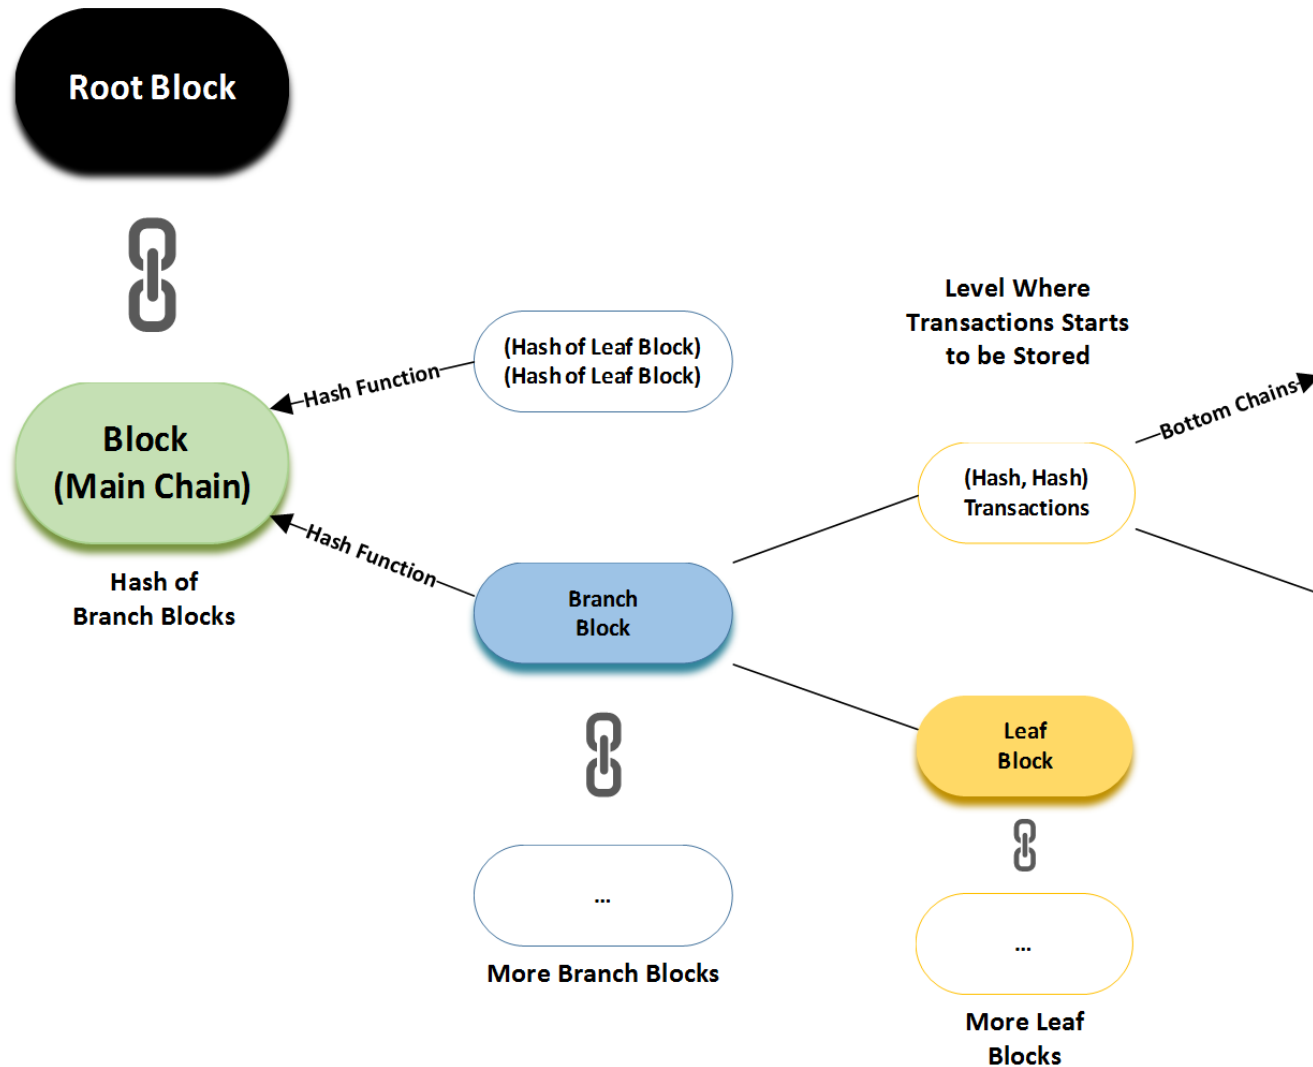 Root Block
Level Where
Transactions Starts
to be Stored
(Hash of Leaf Block)
(Hash of Leaf Block)
Hash Function
Bottom Chains
Block
(Main Chain)
(Hash, Hash)
Transactions
Hash Function
Hash of
Branch Blocks
Branch
Block
Leaf
Block
...
More Branch Blocks
...
More Leaf
Blocks